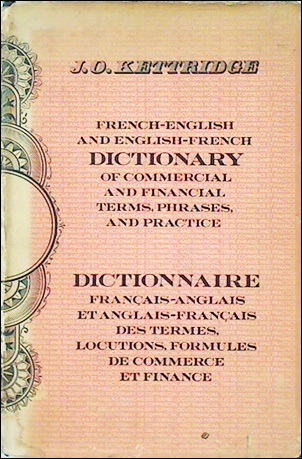 J.O. KETTRIDGE
FRENCH-ENGLISH
AND ENGLISH-FRENCH
DICTIONARY
OF COMMERCIAL
AND FINANCIAL
TERMS, PHRASES,
AND PRACTICE
DICTIONNAIRE
FRANÇAIS-ANGLAIS
ET ANGLAIS-FRANÇAIS
DES TERMES,
LOCUTIONS, FORMULES
DE COMMERCE
ET FINANCE